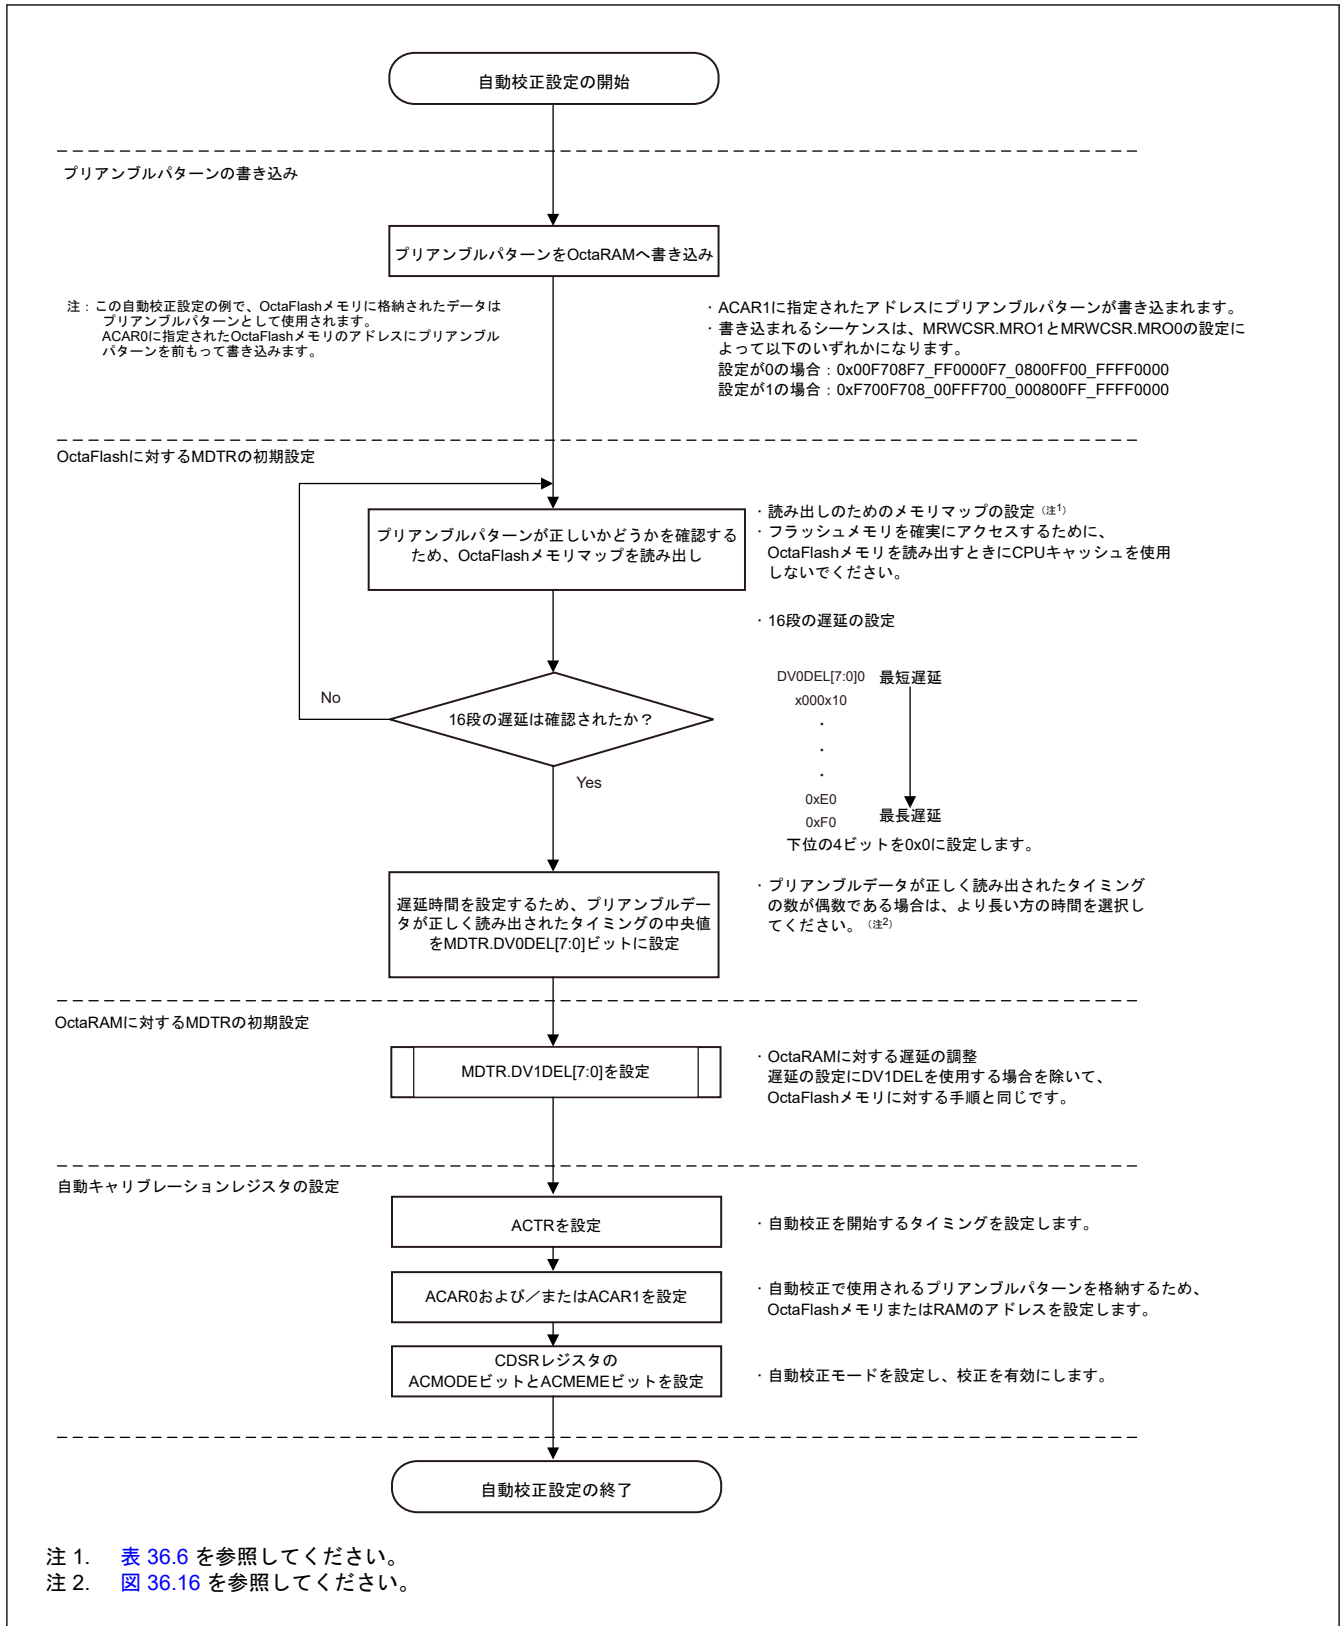 自動校正設定の開始
プリアンブルパターンの書き込み
プリアンブルパターンをOctaRAMへ書き込み
注：この自動校正設定の例で、OctaFlashメモリに格納されたデータは
プリアンブルパターンとして使用されます。
ACAR0に指定されたOctaFlashメモリのアドレスにプリアンブル
パターンを前もって書き込みます。
・ACAR1に指定されたアドレスにプリアンブルパターンが書き込まれます。
・書き込まれるシーケンスは、MRWCSR.MRO1とMRWCSR.MRO0の設定に
よって以下のいずれかになります。
設定が0の場合：0x00F708F7_FF0000F7_0800FF00_FFFF0000
設定が1の場合：0xF700F708_00FFF700_000800FF_FFFF0000
OctaFlashに対するMDTRの初期設定
プリアンブルパターンが正しいかどうかを確認する
ため、OctaFlashメモリマップを読み出し
・読み出しのためのメモリマップの設定（注1）
・フラッシュメモリを確実にアクセスするために、
OctaFlashメモリを読み出すときにCPUキャッシュを使用
しないでください。
・16段の遅延の設定
DV0DEL[7:0]0 最短遅延
x000x10
・
・
・
0xE0
0xF0 最長遅延
下位の4ビットを0x0に設定します。
No
16段の遅延は確認されたか？
Yes
遅延時間を設定するため、プリアンブルデー
タが正しく読み出されたタイミングの中央値
をMDTR.DV0DEL[7:0]ビットに設定
・プリアンブルデータが正しく読み出されたタイミング
の数が偶数である場合は、より長い方の時間を選択し
てください。（注2）
OctaRAMに対するMDTRの初期設定
MDTR.DV1DEL[7:0]を設定
・OctaRAMに対する遅延の調整
遅延の設定にDV1DELを使用する場合を除いて、
OctaFlashメモリに対する手順と同じです。
自動キャリブレーションレジスタの設定
ACTRを設定
・自動校正を開始するタイミングを設定します。
ACAR0および／またはACAR1を設定
・自動校正で使用されるプリアンブルパターンを格納するため、
OctaFlashメモリまたはRAMのアドレスを設定します。
CDSRレジスタの
ACMODEビットとACMEMEビットを設定
・自動校正モードを設定し、校正を有効にします。
自動校正設定の終了
注 1. 表 36.6 を参照してください。
注 2. 図 36.16 を参照してください。